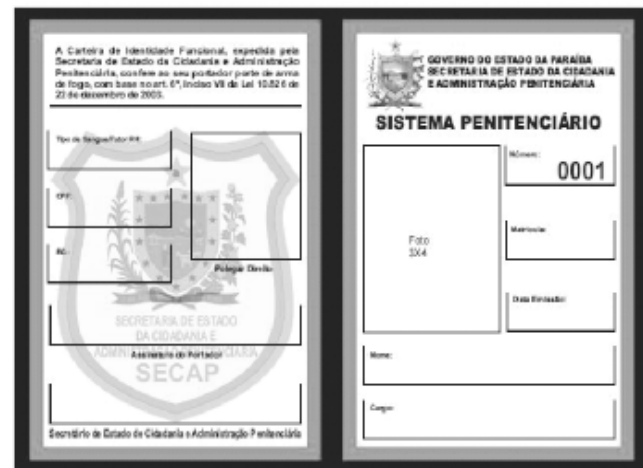 A Carteira de Identidade Funcional, expedida pela
Secretaria de Estado da Cidadania e Administração
Penitenciária, confere ao seu portador porte de arma
de fogo, com base no art. 6º, inciso VII da Lei 10.826 de
22 de dezembro de 2003.
Tipo de Sangue/Fator RH:
CPF:
RG:
Polegar Direito
SECRETARIA DE ESTADO
DA CIDADANIA E
ADMINISTRAÇÃO PENITENCIÁRIA
Assinatura do Portador
SECAP
Secretário de Estado de Cidadania e Administração Penitenciária
GOVERNO DO ESTADO DA PARAÍBA
SECRETARIA DE ESTADO DA CIDADANIA
E ADMINISTRAÇÃO PENITENCIÁRIA
SISTEMA PENITENCIÁRIO
Número:
0001
Foto
3X4
Matrícula:
Data Emissão:
Nome:
Cargo: